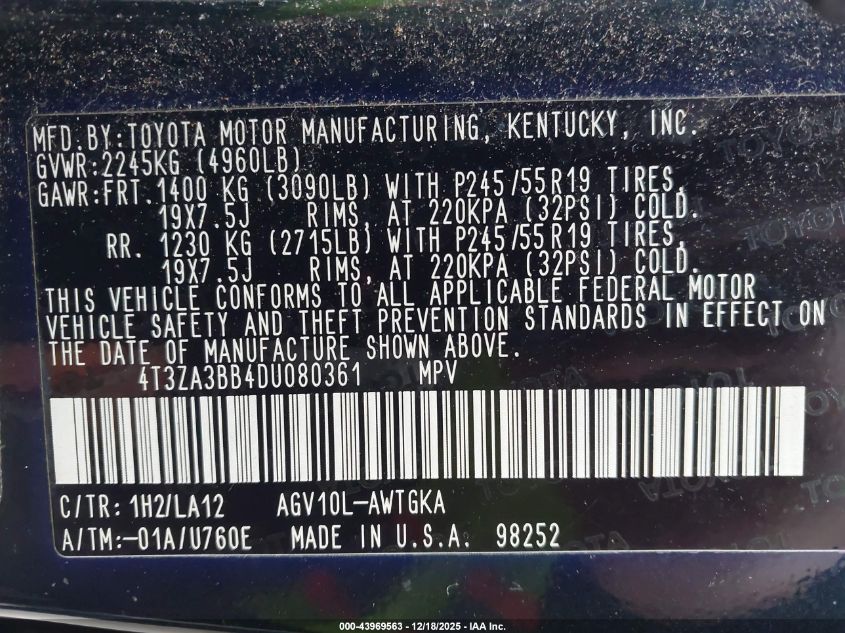 MFD.BY:TOYOTA MOTOR MANUFACTURING, KENTUCKY, INC.
GVWR:2245KG (4960LB)
GAWR:FRT. 1400 KG (3090LB) WITH P245/55R19 TIRES,
19X7.5J RIMS, AT 220KPA (32PSI) COLD.
RR. 1230 KG (2715LB) WITH P245/55R19 TIRES,
19X7.5J RIMS, AT 220KPA (32PSI) COLD.
THIS VEHICLE CONFORMS TO ALL APPLICABLE FEDERAL MOTOR
VEHICLE SAFETY AND THEFT PREVENTION STANDARDS IN EFFECT ON
THE DATE OF MANUFACTURE SHOWN ABOVE.
4T3ZA3BB4DU080361 MPV
C/TR: 1H2/LA12 AGV10L-AWTGKA
A/TM:-01A/U760E MADE IN U.S.A. 98252
000-43969563 – 12/18/2025 – IAA Inc.